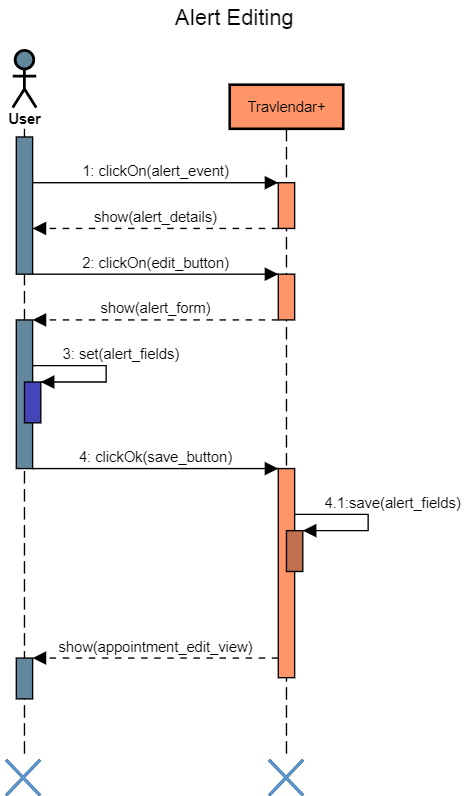 Alert Editing
User
Travlendar+
1: clickOn(alert_event)
show(alert_details)
2: clickOn(edit_button)
show(alert_form)
3: set(alert_fields)
4: clickOk(save_button)
4.1:save(alert_fields)
show(appointment_edit_view)